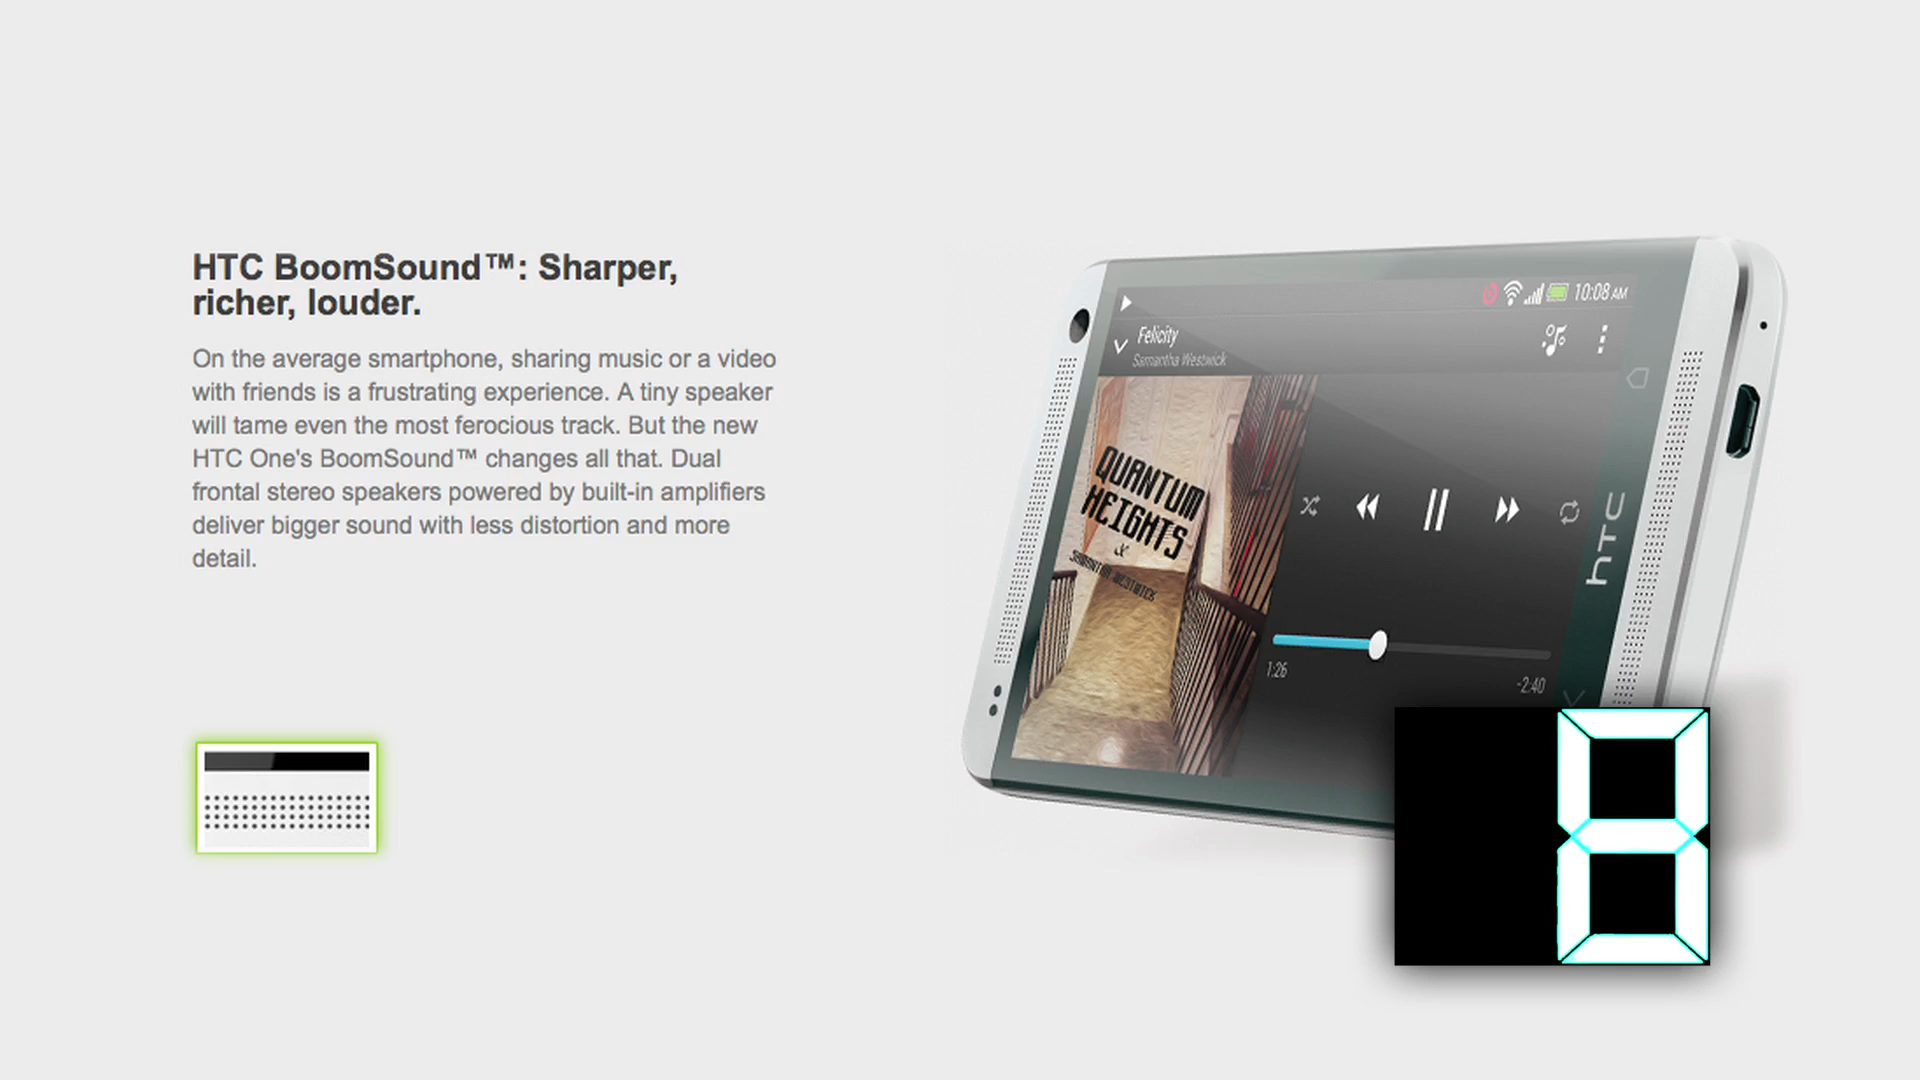 HTC BoomSound™: Sharper,
richer, louder.
On the average smartphone, sharing music or a video
with friends is a frustrating experience. A tiny speaker
will tame even the most ferocious track. But the new
HTC One's BoomSound™ changes all that. Dual
frontal stereo speakers powered by built-in amplifiers
deliver bigger sound with less distortion and more
detail.
10:08 AM
Felicity
Samantha Westwick
QUANTUM
HEIGHTS
&
SAMANTHA WESTWICK
1:26
-2:40
hTC
8